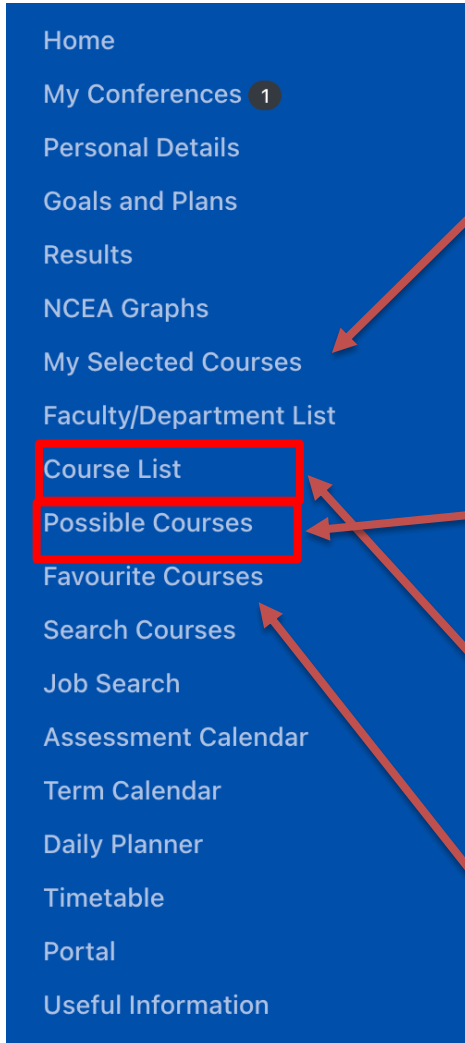 Home
My Conferences 1
Personal Details
Goals and Plans
Results
NCEA Graphs
My Selected Courses
Faculty/Department List
Course List
Possible Courses
Favourite Courses
Search Courses
Job Search
Assessment Calendar
Term Calendar
Daily Planner
Timetable
Portal
Useful Information